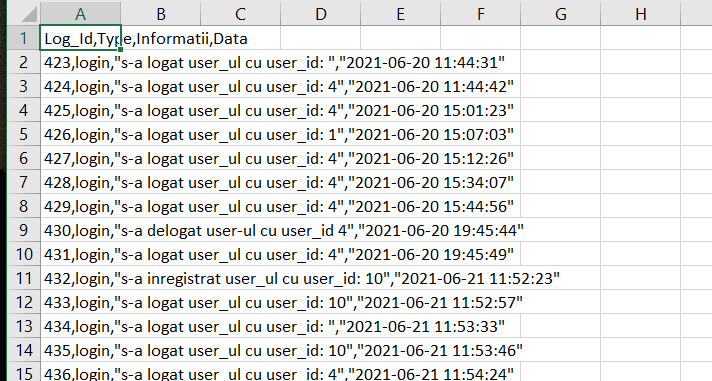 A B C D E F G H
1 Log_Id,Type,Informatii,Data
2 423,login,"s-a logat user_ul cu user_id: ","2021-06-20 11:44:31"
3 424,login,"s-a logat user_ul cu user_id: 4","2021-06-20 11:44:42"
4 425,login,"s-a logat user_ul cu user_id: 4","2021-06-20 15:01:23"
5 426,login,"s-a logat user_ul cu user_id: 1","2021-06-20 15:07:03"
6 427,login,"s-a logat user_ul cu user_id: 4","2021-06-20 15:12:26"
7 428,login,"s-a logat user_ul cu user_id: 4","2021-06-20 15:34:07"
8 429,login,"s-a logat user_ul cu user_id: 4","2021-06-20 15:44:56"
9 430,login,"s-a delogat user-ul cu user_id 4","2021-06-20 19:45:44"
10 431,login,"s-a logat user_ul cu user_id: 4","2021-06-20 19:45:49"
11 432,login,"s-a inregistrat user_ul cu user_id: 10","2021-06-21 11:52:23"
12 433,login,"s-a logat user_ul cu user_id: 10","2021-06-21 11:52:57"
13 434,login,"s-a logat user_ul cu user_id: ","2021-06-21 11:53:33"
14 435,login,"s-a logat user_ul cu user_id: 10","2021-06-21 11:53:46"
15 436,login,"s-a logat user_ul cu user_id: 4","2021-06-21 11:54:24"